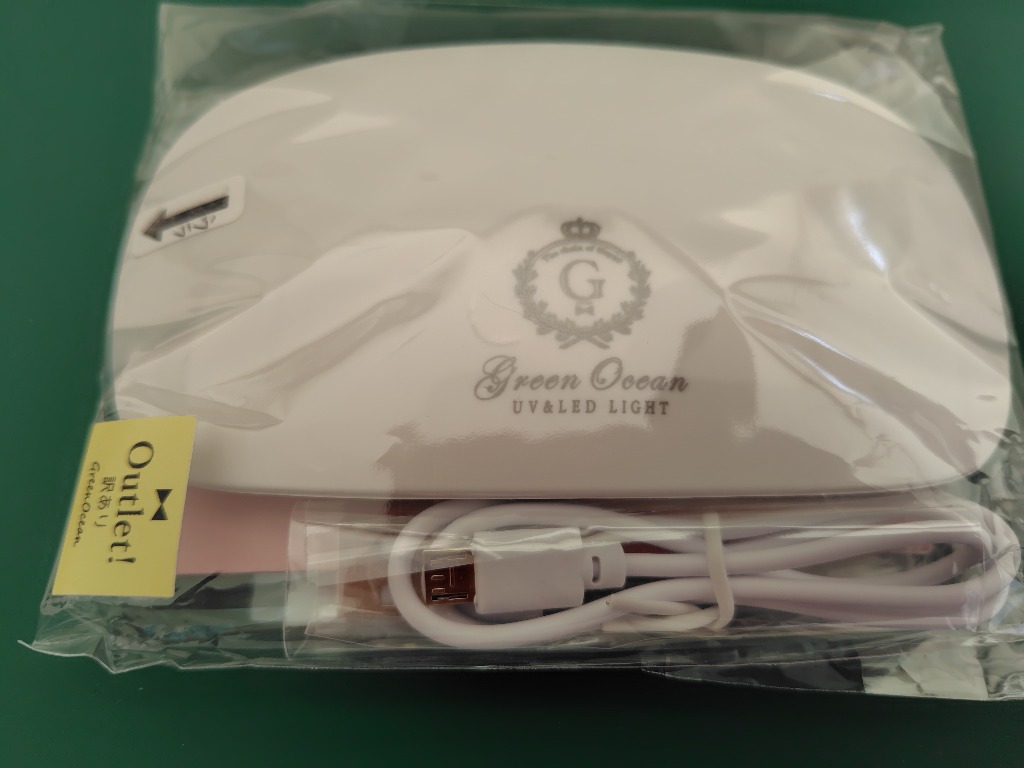 G
Green Ocean
UV&LED LIGHT
Outlet!
訳あり
GreenOcean